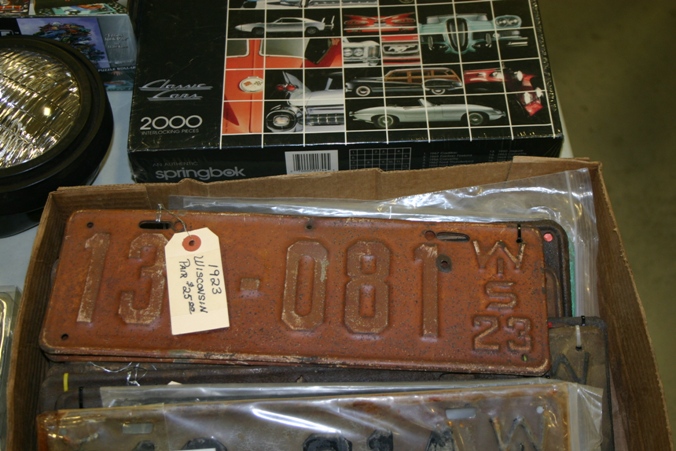 Classic
Cars
2000
INTERLOCKING PIECES
springbok
13 - 081
WIS
23
1923
WISCONSIN
PAIR $25.00